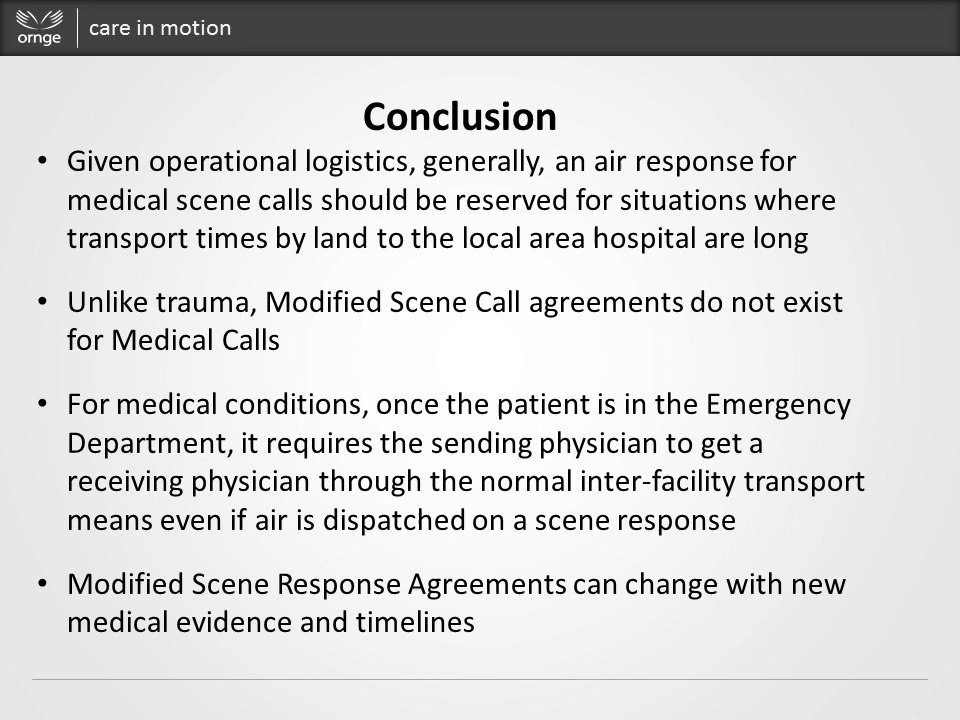 ornge
care in motion
Conclusion
• Given operational logistics, generally, an air response for
medical scene calls should be reserved for situations where
transport times by land to the local area hospital are long
• Unlike trauma, Modified Scene Call agreements do not exist
for Medical Calls
• For medical conditions, once the patient is in the Emergency
Department, it requires the sending physician to get a
receiving physician through the normal inter-facility transport
means even if air is dispatched on a scene response
• Modified Scene Response Agreements can change with new
medical evidence and timelines